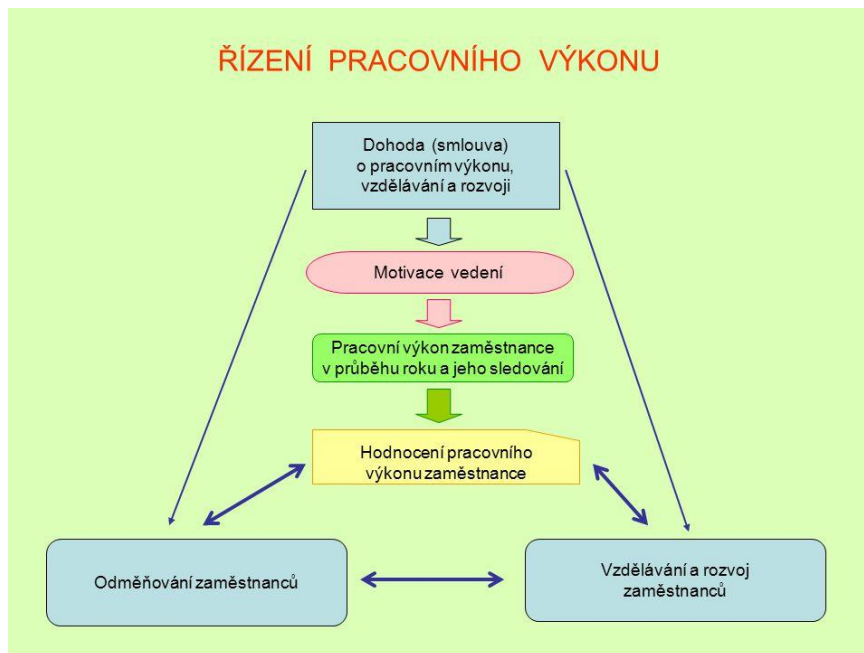 ŘÍZENÍ PRACOVNÍHO VÝKONU
Dohoda (smlouva)
o pracovním výkonu,
vzdělávání a rozvoji
Motivace vedení
Pracovní výkon zaměstnance
v průběhu roku a jeho sledování
Hodnocení pracovního
výkonu zaměstnance
Odměňování zaměstnanců
Vzdělávání a rozvoj
zaměstnanců